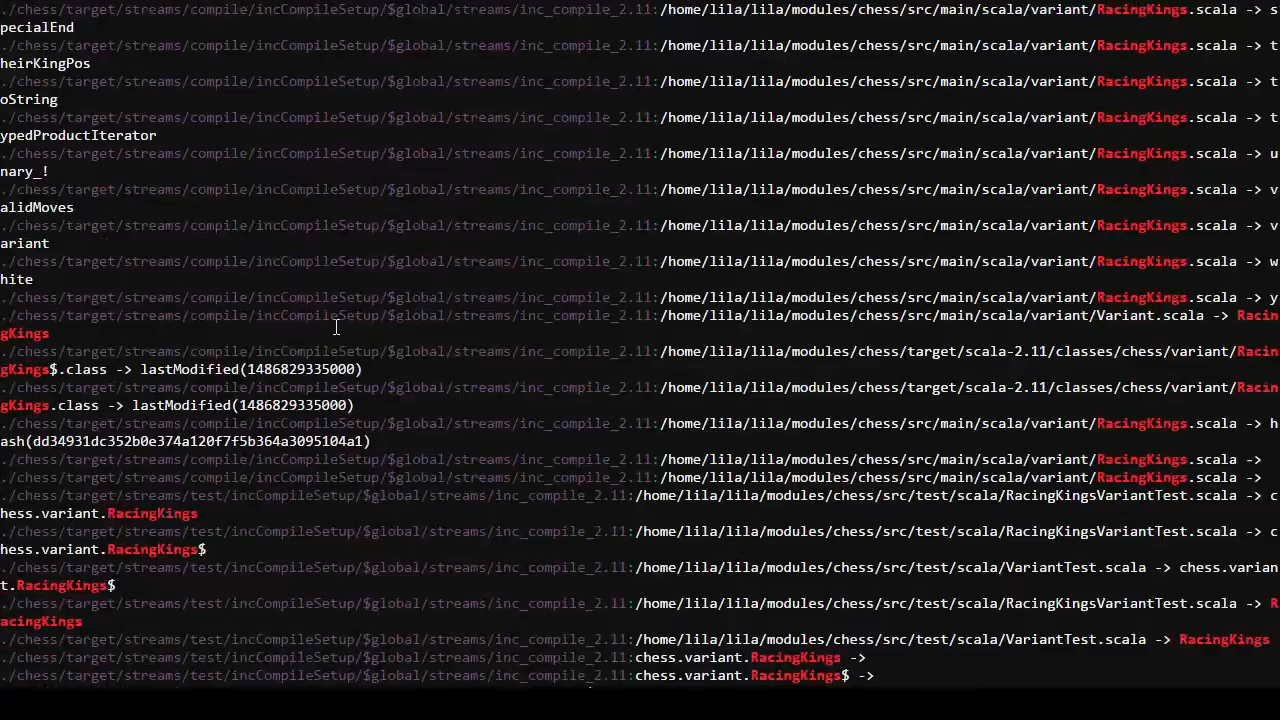 ./chess/target/streams/compile/incCompileSetup/$global/streams/inc_compile_2.11:/home/lila/lila/modules/chess/src/main/scala/variant/RacingKings.scala -> s
pecialEnd
./chess/target/streams/compile/incCompileSetup/$global/streams/inc_compile_2.11:/home/lila/lila/modules/chess/src/main/scala/variant/RacingKings.scala -> t
heirKingPos
./chess/target/streams/compile/incCompileSetup/$global/streams/inc_compile_2.11:/home/lila/lila/modules/chess/src/main/scala/variant/RacingKings.scala -> t
oString
./chess/target/streams/compile/incCompileSetup/$global/streams/inc_compile_2.11:/home/lila/lila/modules/chess/src/main/scala/variant/RacingKings.scala -> t
ypedProductIterator
./chess/target/streams/compile/incCompileSetup/$global/streams/inc_compile_2.11:/home/lila/lila/modules/chess/src/main/scala/variant/RacingKings.scala -> u
nary_!
./chess/target/streams/compile/incCompileSetup/$global/streams/inc_compile_2.11:/home/lila/lila/modules/chess/src/main/scala/variant/RacingKings.scala -> v
alidMoves
./chess/target/streams/compile/incCompileSetup/$global/streams/inc_compile_2.11:/home/lila/lila/modules/chess/src/main/scala/variant/RacingKings.scala -> v
ariant
./chess/target/streams/compile/incCompileSetup/$global/streams/inc_compile_2.11:/home/lila/lila/modules/chess/src/main/scala/variant/RacingKings.scala -> w
hite
./chess/target/streams/compile/incCompileSetup/$global/streams/inc_compile_2.11:/home/lila/lila/modules/chess/src/main/scala/variant/RacingKings.scala -> y
./chess/target/streams/compile/incCompileSetup/$global/streams/inc_compile_2.11:/home/lila/lila/modules/chess/src/main/scala/variant/Variant.scala -> Racin
gKings
./chess/target/streams/compile/incCompileSetup/$global/streams/inc_compile_2.11:/home/lila/lila/modules/chess/target/scala-2.11/classes/chess/variant/Racin
gKings$.class -> lastModified(1486829335000)
./chess/target/streams/compile/incCompileSetup/$global/streams/inc_compile_2.11:/home/lila/lila/modules/chess/target/scala-2.11/classes/chess/variant/Racin
gKings.class -> lastModified(1486829335000)
./chess/target/streams/compile/incCompileSetup/$global/streams/inc_compile_2.11:/home/lila/lila/modules/chess/src/main/scala/variant/RacingKings.scala -> h
ash(dd34931dc352b0e374a120f7f5b364a3095104a1)
./chess/target/streams/compile/incCompileSetup/$global/streams/inc_compile_2.11:/home/lila/lila/modules/chess/src/main/scala/variant/RacingKings.scala ->
./chess/target/streams/compile/incCompileSetup/$global/streams/inc_compile_2.11:/home/lila/lila/modules/chess/src/main/scala/variant/RacingKings.scala ->
./chess/target/streams/test/incCompileSetup/$global/streams/inc_compile_2.11:/home/lila/lila/modules/chess/src/test/scala/RacingKingsVariantTest.scala -> c
hess.variant.RacingKings
./chess/target/streams/test/incCompileSetup/$global/streams/inc_compile_2.11:/home/lila/lila/modules/chess/src/test/scala/RacingKingsVariantTest.scala -> c
hess.variant.RacingKings$
./chess/target/streams/test/incCompileSetup/$global/streams/inc_compile_2.11:/home/lila/lila/modules/chess/src/test/scala/VariantTest.scala -> chess.varian
t.RacingKings$
./chess/target/streams/test/incCompileSetup/$global/streams/inc_compile_2.11:/home/lila/lila/modules/chess/src/test/scala/RacingKingsVariantTest.scala -> R
acingKings
./chess/target/streams/test/incCompileSetup/$global/streams/inc_compile_2.11:/home/lila/lila/modules/chess/src/test/scala/VariantTest.scala -> RacingKings
./chess/target/streams/test/incCompileSetup/$global/streams/inc_compile_2.11:chess.variant.RacingKings ->
./chess/target/streams/test/incCompileSetup/$global/streams/inc_compile_2.11:chess.variant.RacingKings$ ->